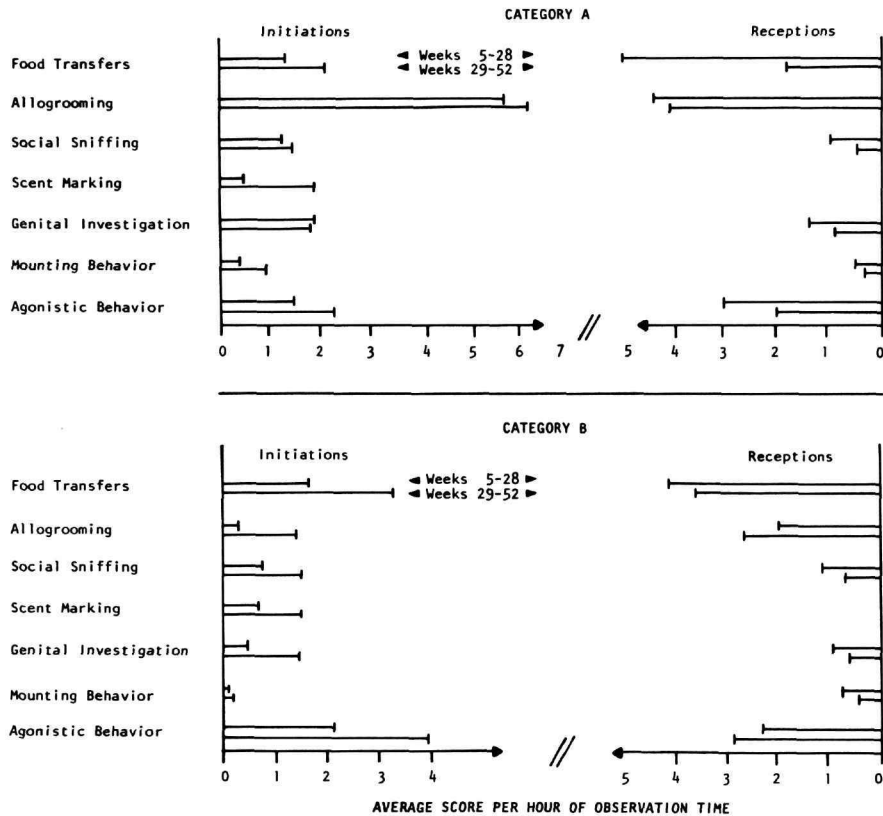 CATEGORY A
Initiations Receptions
Food Transfers ◄ Weeks 5-28 ►
◄ Weeks 29-52 ►
Allogrooming
Social Sniffing
Scent Marking
Genital Investigation
Mounting Behavior
Agonistic Behavior
0 1 2 3 4 5 6 7 // 5 4 3 2 1 0
CATEGORY B
Initiations Receptions
◄ Weeks 5-28 ►
Food Transfers ◄ Weeks 29-52 ►
Allogrooming
Social Sniffing
Scent Marking
Genital Investigation
Mounting Behavior
Agonistic Behavior
0 1 2 3 4 // 5 4 3 2 1 0
AVERAGE SCORE PER HOUR OF OBSERVATION TIME